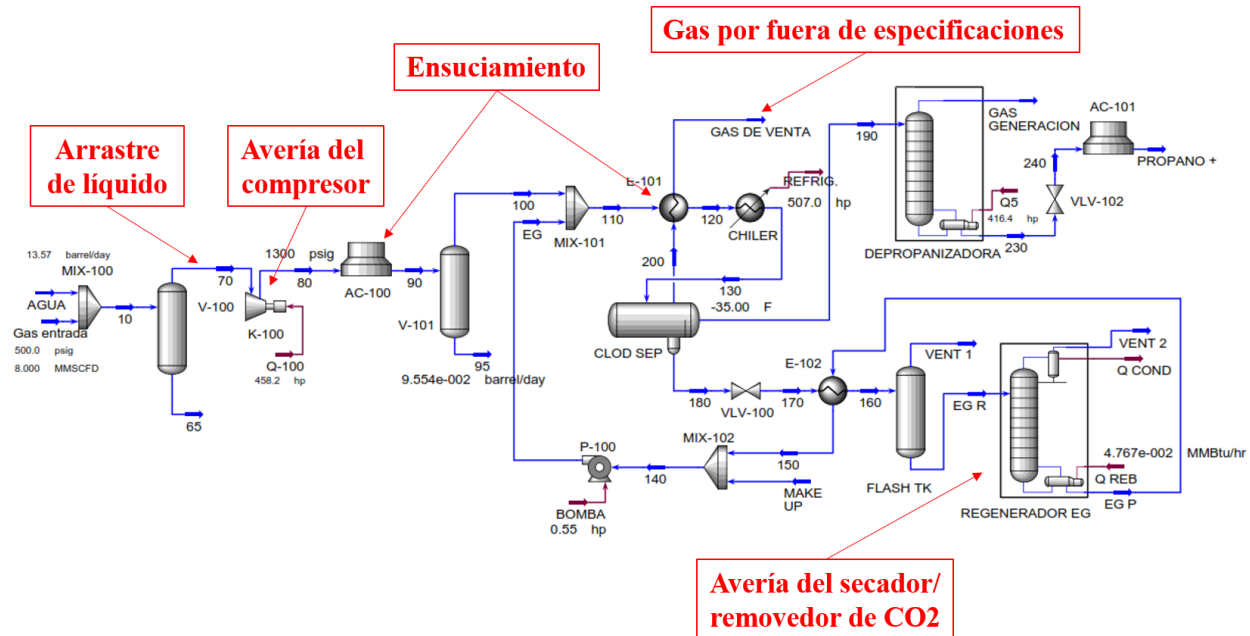 Gas por fuera de especificaciones
Ensuciamiento
Arrastre
de líquido
Avería del
compresor
GAS DE VENTA
190
GAS
GENERACION
AC-101
240
PROPANO +
VLV-102
Q5
416.4 hp
230
DEPROPANIZADORA
E-101
REFRIG.
507.0 hp
100
110
120
EG
MIX-101
CHILER
200
130
-35.00 F
CLOD SEP
13.57 barrel/day
MIX-100
AGUA
10
Gas entrada
500.0 psig
8.000 MMSCFD
V-100
70
1300 psig
80
K-100
Q-100
458.2 hp
65
AC-100
90
V-101
95
9.554e-002 barrel/day
180
VLV-100
170
E-102
160
VENT 1
VENT 2
Q COND
EG R
FLASH TK
4.767e-002 MMBtu/hr
Q REB
EG P
REGENERADOR EG
P-100
MIX-102
140
150
MAKE
UP
BOMBA
0.55 hp
Avería del secador/
removedor de CO2